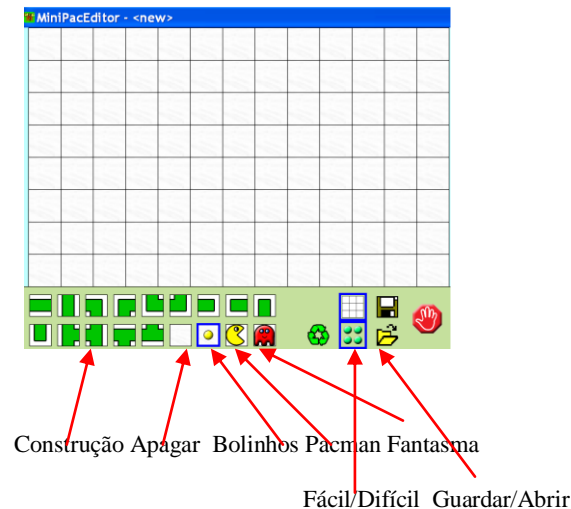 MiniPacEditor - <new>
Construção Apagar Bolinhos Pacman Fantasma
Fácil/Difícil Guardar/Abrir